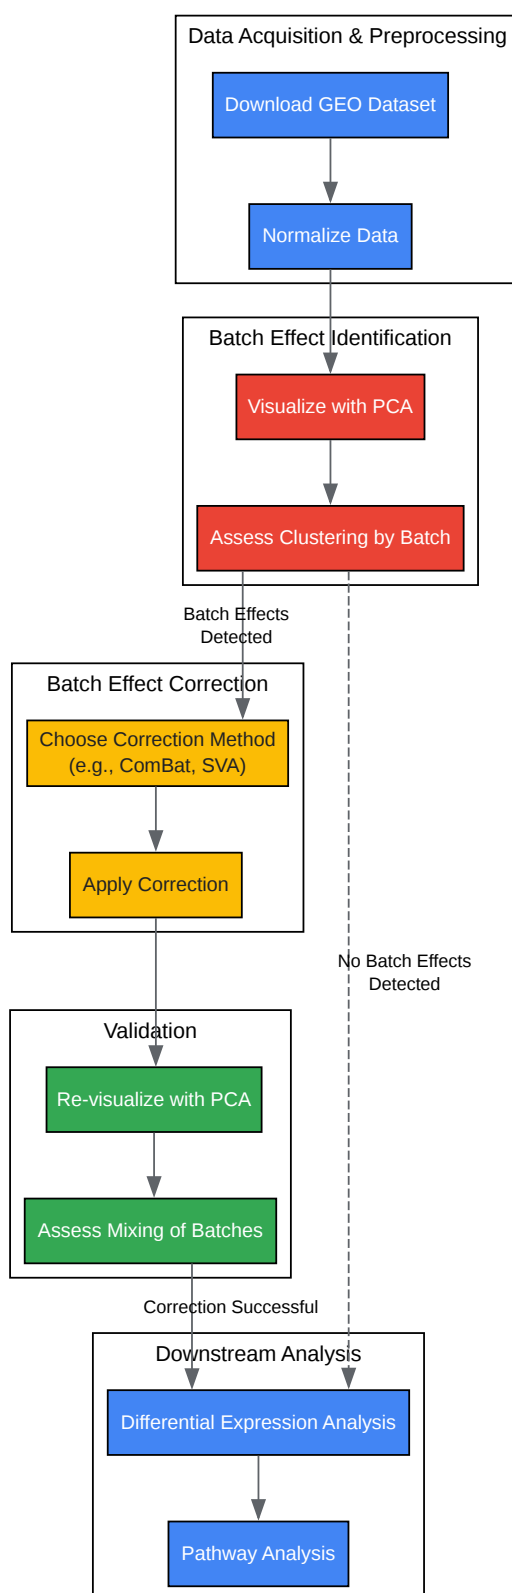 Data Acquisition & Preprocessing
Download GEO Dataset
Normalize Data
Batch Effect Identification
Visualize with PCA
Assess Clustering by Batch
Batch Effects
Detected
Batch Effect Correction
Choose Correction Method
(e.g., ComBat, SVA)
Apply Correction
No Batch Effects
Detected
Validation
Re-visualize with PCA
Assess Mixing of Batches
Correction Successful
Downstream Analysis
Differential Expression Analysis
Pathway Analysis